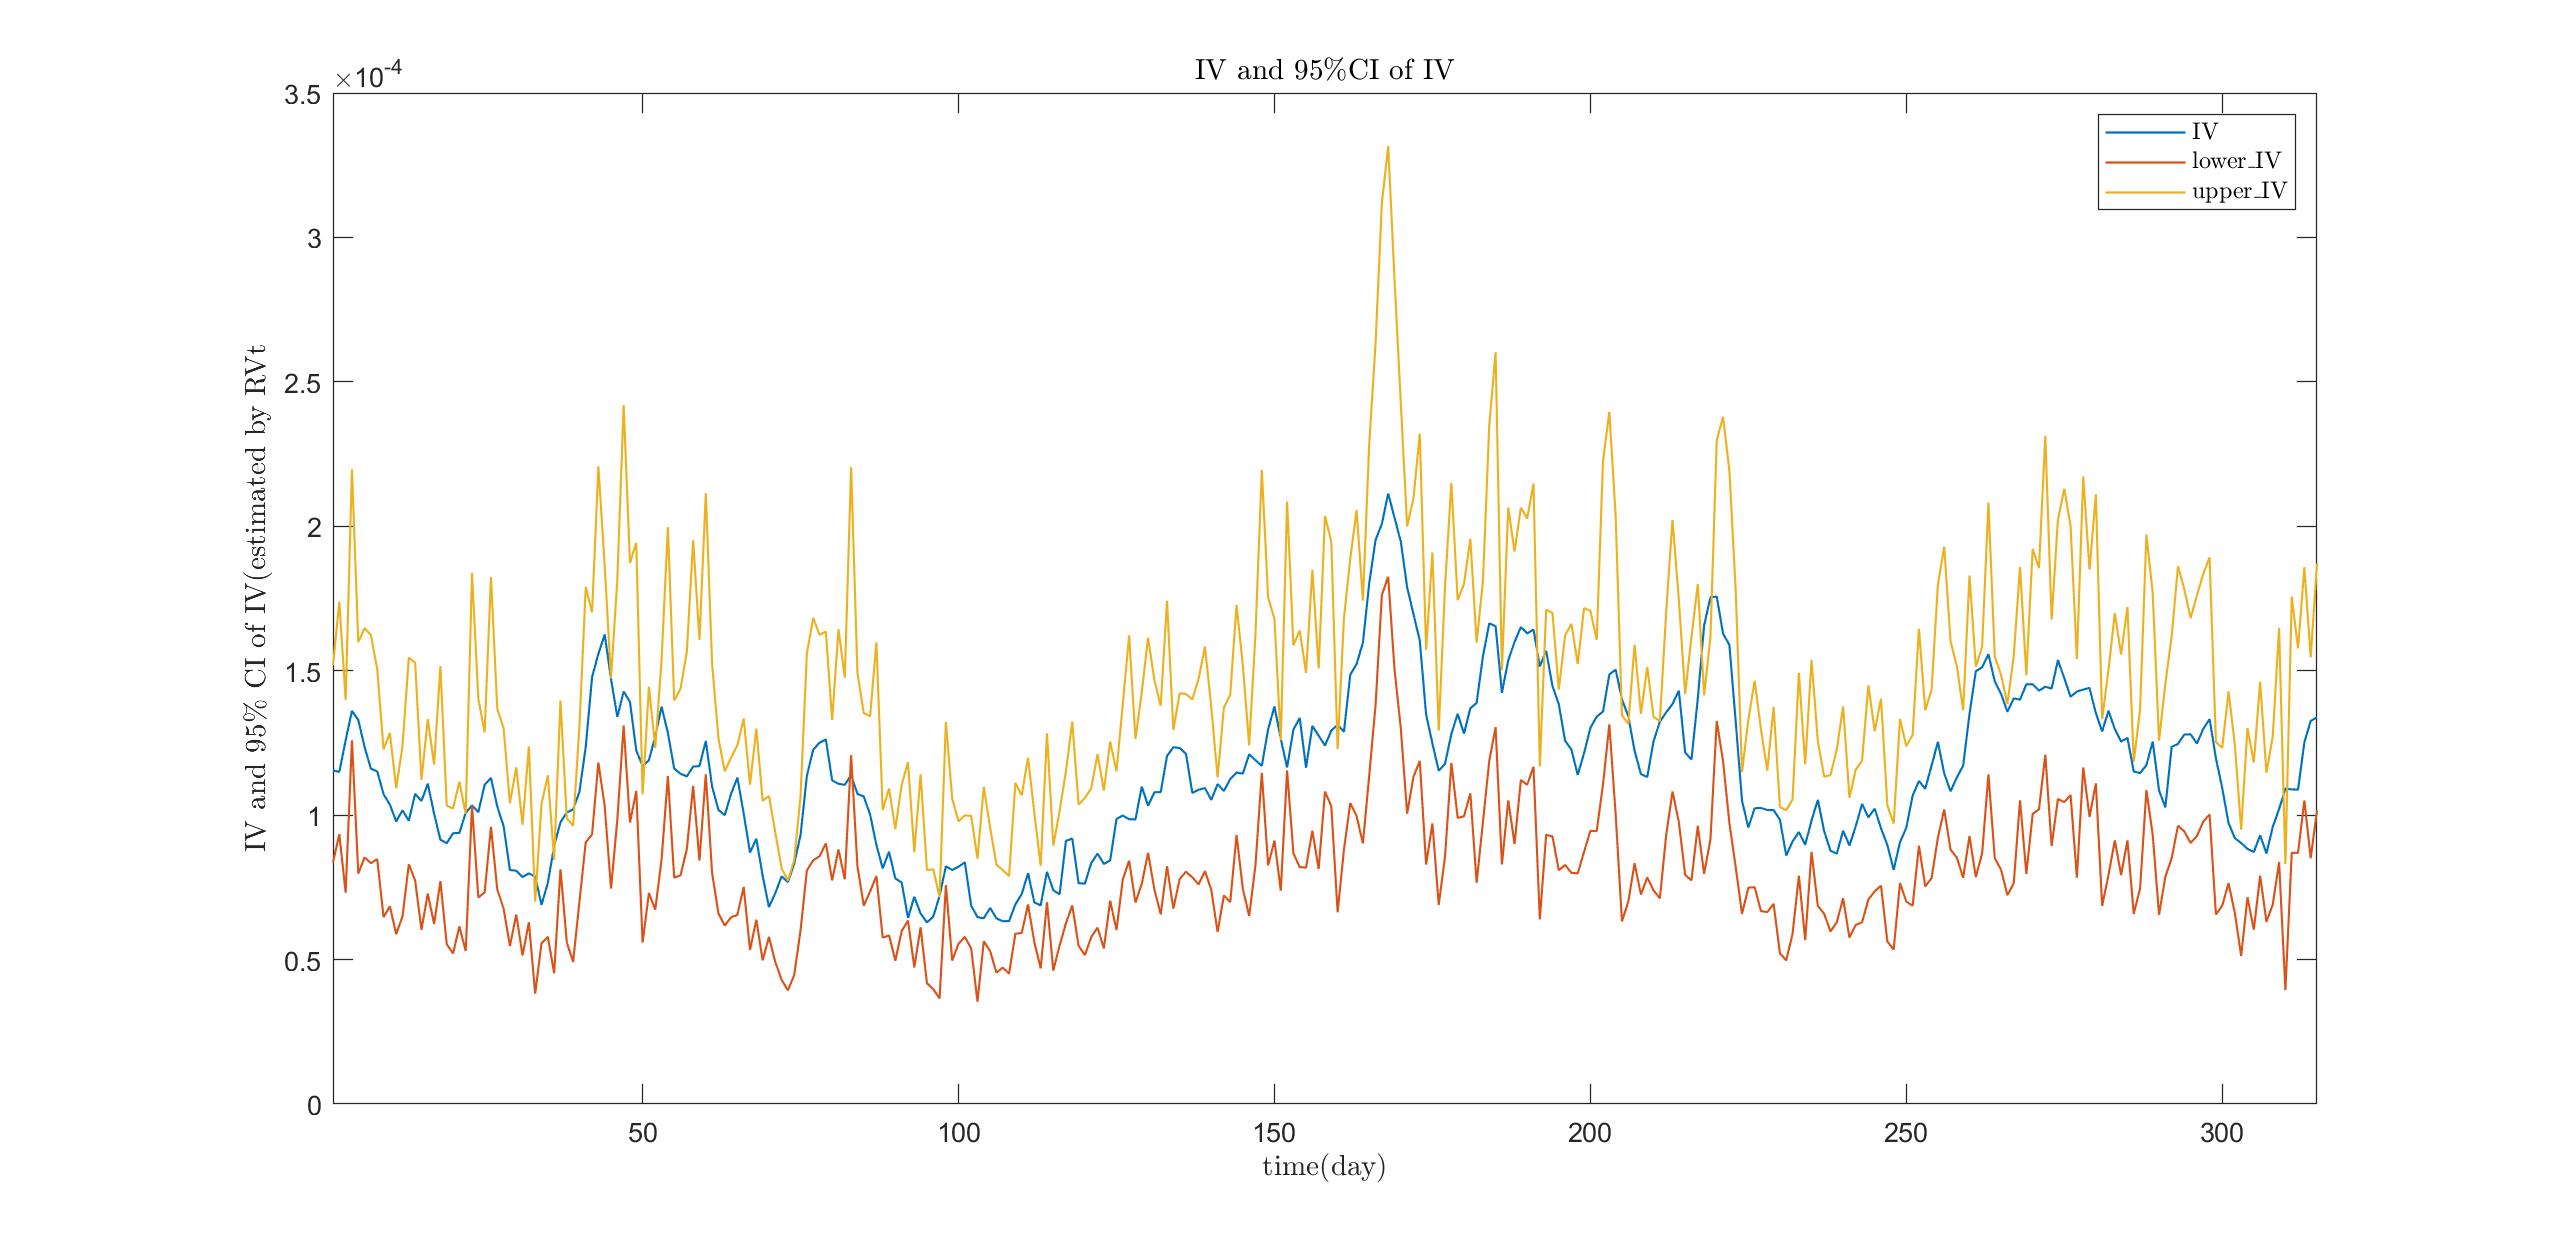 IV and 95%CI of IV
×10-4
3.5
3
2.5
2
1.5
1
0.5
0
IV and 95% CI of IV(estimated by RVt
IV
lower_IV
upper_IV
50
100
150
200
250
300
time(day)